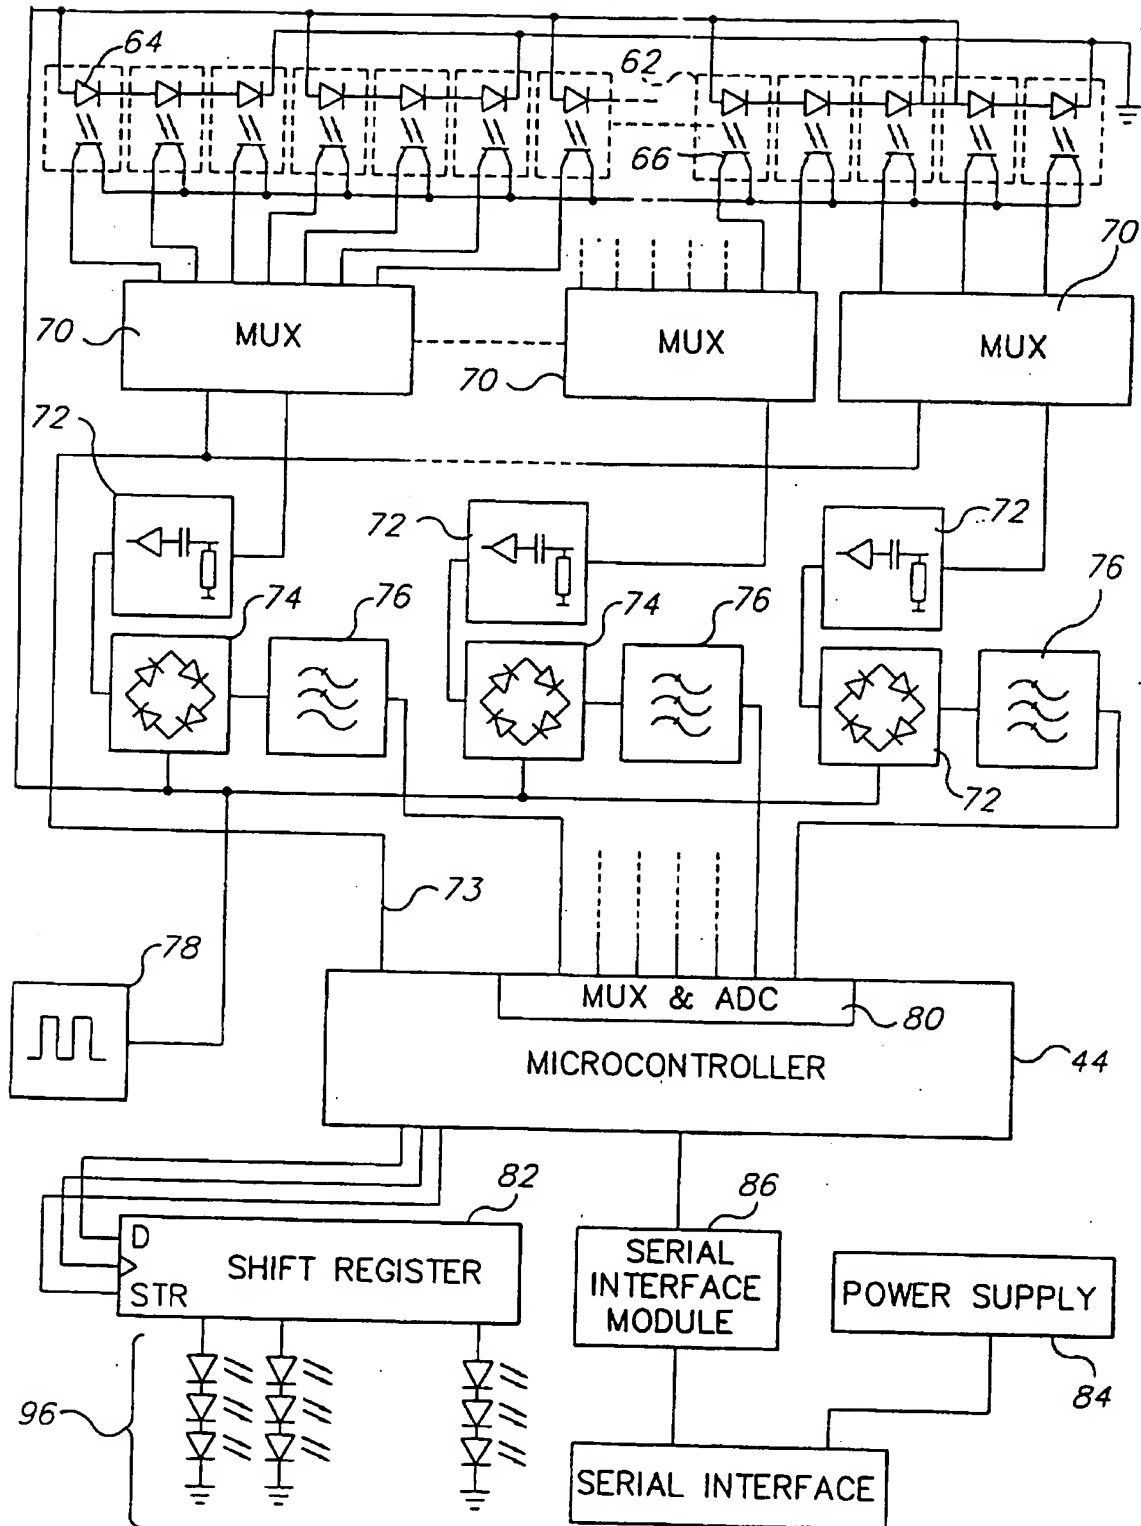 64
62
66
70
70
MUX
70
MUX
MUX
72
72
72
74
76
74
76
76
72
73
78
MUX & ADC
80
MICROCONTROLLER
44
82
86
D
STR
SHIFT REGISTER
SERIAL
INTERFACE
MODULE
POWER SUPPLY
84
96
SERIAL INTERFACE